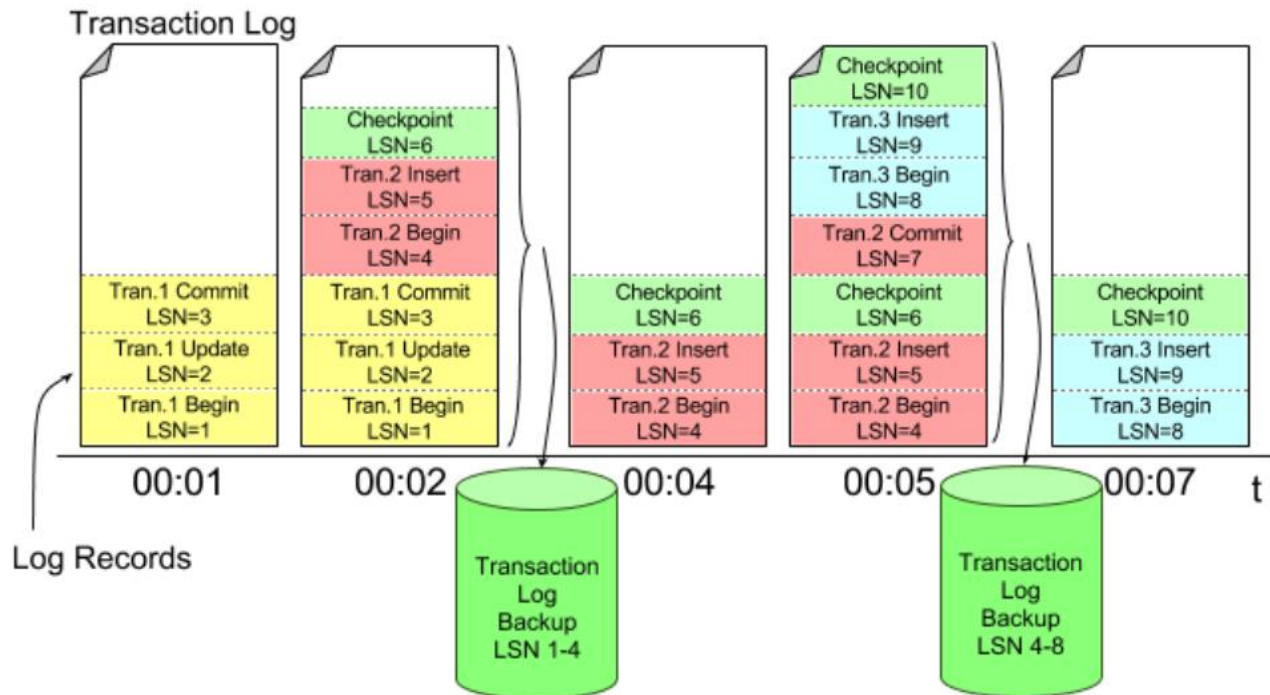 Transaction Log
Tran.1 Commit
LSN=3
Tran.1 Update
LSN=2
Tran.1 Begin
LSN=1
Checkpoint
LSN=6
Tran.2 Insert
LSN=5
Tran.2 Begin
LSN=4
Tran.1 Commit
LSN=3
Tran.1 Update
LSN=2
Tran.1 Begin
LSN=1
Checkpoint
LSN=6
Tran.2 Insert
LSN=5
Tran.2 Begin
LSN=4
Checkpoint
LSN=10
Tran.3 Insert
LSN=9
Tran.3 Begin
LSN=8
Tran.2 Commit
LSN=7
Checkpoint
LSN=6
Tran.2 Insert
LSN=5
Tran.2 Begin
LSN=4
Checkpoint
LSN=10
Tran.3 Insert
LSN=9
Tran.3 Begin
LSN=8
00:01 00:02 00:04 00:05 00:07 t
Log Records
Transaction
Log
Backup
LSN 1-4
Transaction
Log
Backup
LSN 4-8